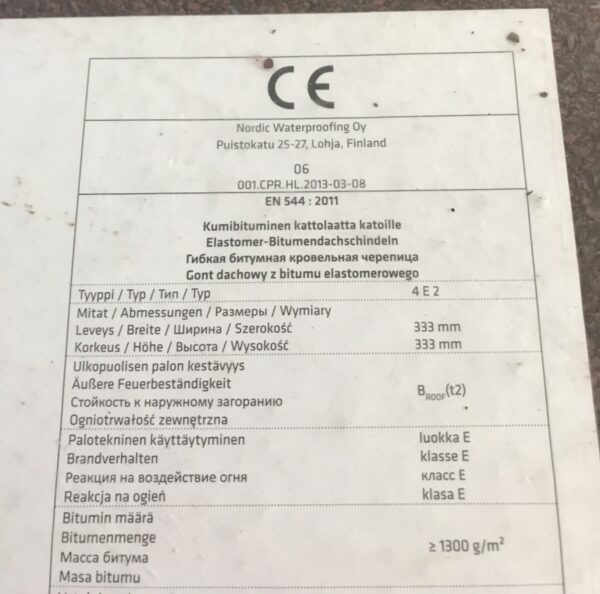 CE
Nordic Waterproofing Oy
Puistokatu 25-27, Lohja, Finland
06
001.CPR.HL.2013-03-08
EN 544 : 2011
Kumibituminen kattolaatta katoille
Elastomer-Bitumendachschindeln
Гибкая битумная кровельная черепица
Gont dachowy z bitumu elastomerowego
Tyyppi / Typ / Тип / Typ 4 E 2
Mitat / Abmessungen / Размеры / Wymiary
Leveys / Breite / Ширина / Szerokość 333 mm
Korkeus / Höhe / Высота / Wysokość 333 mm
Ulkopuolisen palon kestävyys
Äußere Feuerbeständigkeit
Стойкость к наружному загоранию
Ogniotrwałość zewnętrzna
BROOF(t2)
Palotekninen käyttäytyminen luokka E
Brandverhalten klasse E
Реакция на воздействие огня класс E
Reakcja na ogień klasa E
Bitumin määrä
Bitumenmenge
Масса битума
Masa bitumu
≥ 1300 g/m²